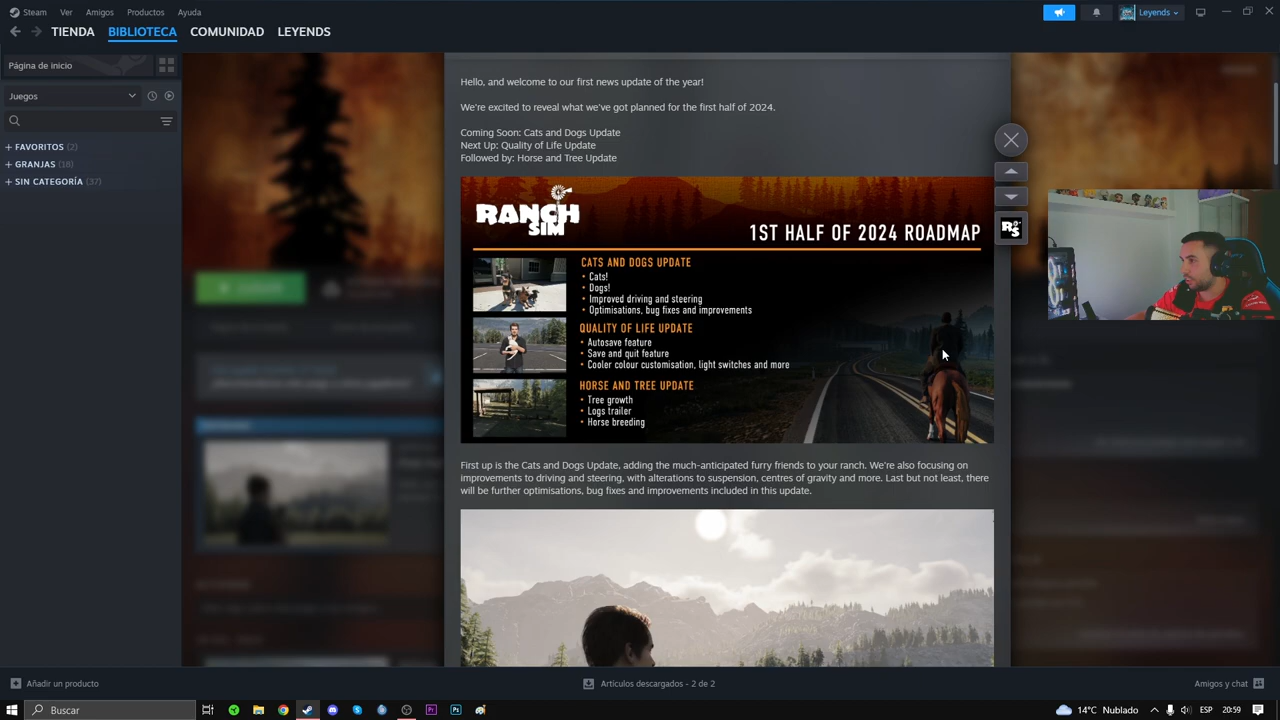 Steam Ver Amigos Productos Ayuda
Leyends
TIENDA BIBLIOTECA COMUNIDAD LEYENDS
Página de inicio
Juegos
+ FAVORITOS (2)
+ GRANJAS (18)
+ SIN CATEGORÍA (37)
Hello, and welcome to our first news update of the year!
We're excited to reveal what we've got planned for the first half of 2024.
Coming Soon: Cats and Dogs Update
Next Up: Quality of Life Update
Followed by: Horse and Tree Update
RANCH
SIM
1ST HALF OF 2024 ROADMAP
CATS AND DOGS UPDATE
• Cats!
• Dogs!
• Improved driving and steering
• Optimisations, bug fixes and improvements
QUALITY OF LIFE UPDATE
• Autosave feature
• Save and quit feature
• Cooler colour customisation, light switches and more
HORSE AND TREE UPDATE
• Tree growth
• Logs trailer
• Horse breeding
RS
First up is the Cats and Dogs Update, adding the much-anticipated furry friends to your ranch. We're also focusing on
improvements to driving and steering, with alterations to suspension, centres of gravity and more. Last but not least, there
will be further optimisations, bug fixes and improvements included in this update.
Añadir un producto
Artículos descargados - 2 de 2
Amigos y chat
Buscar
Pr
Ps
14°C Nublado
ESP
20:59